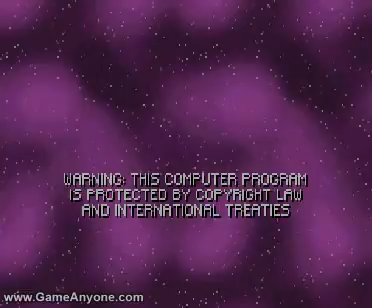 WARNING: THIS COMPUTER PROGRAM
IS PROTECTED BY COPYRIGHT LAW
AND INTERNATIONAL TREATIES
www.GameAnyone.com